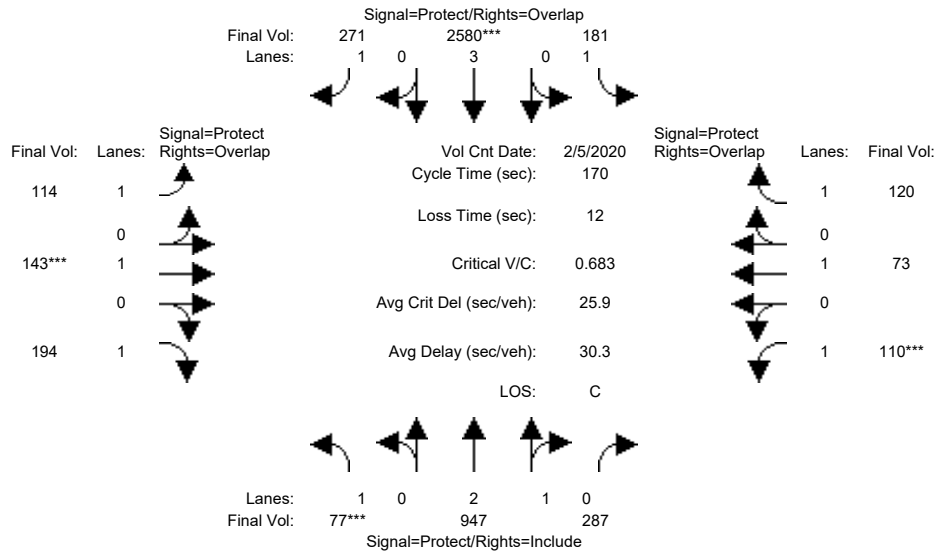 Signal=Protect/Rights=Overlap
Final Vol: 271 2580*** 181
Lanes: 1 0 3 0 1
Signal=Protect Signal=Protect
Final Vol: Lanes: Rights=Overlap Vol Cnt Date: 2/5/2020 Rights=Overlap Lanes: Final Vol:
Cycle Time (sec): 170
114 1 1 120
Loss Time (sec): 12
0 0
143*** 1 Critical V/C: 0.683 1 73
0 Avg Crit Del (sec/veh): 25.9 0
194 1 Avg Delay (sec/veh): 30.3 1 110***
LOS: C
Lanes: 1 0 2 1 0
Final Vol: 77*** 947 287
Signal=Protect/Rights=Include